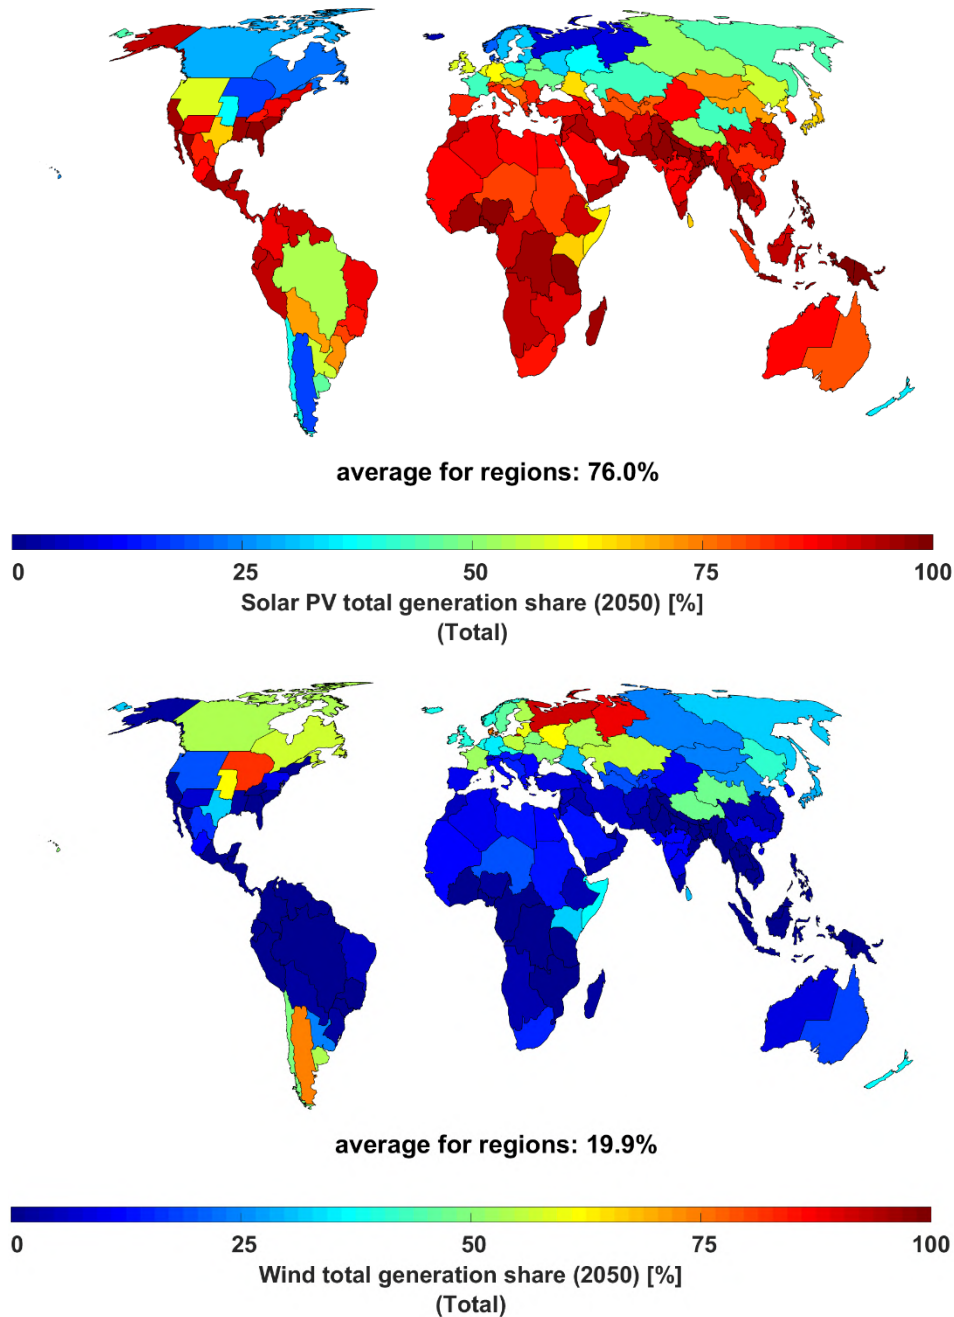 average for regions: 76.0%
0 25 50 75 100
Solar PV total generation share (2050) [%]
(Total)
average for regions: 19.9%
0 25 50 75 100
Wind total generation share (2050) [%]
(Total)